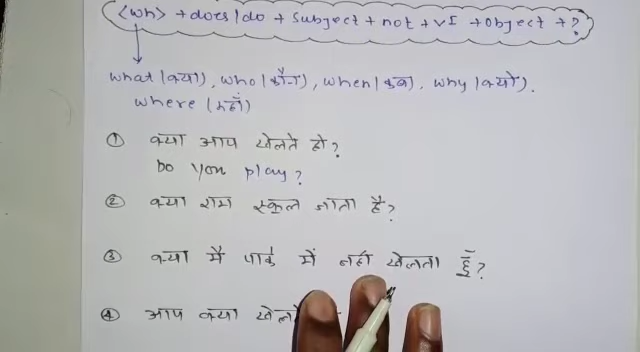 <wh> + does/do + subject + not + V1 + object + ?
what (क्या), who (कौन), when (कब), why (क्यों).
where (कहाँ)
① क्या आप खेलते हो?
Do you play?
② क्या राम स्कूल जाता है?
③ क्या मैं पार्क में नहीं खेलता हूँ?
④ आप क्या